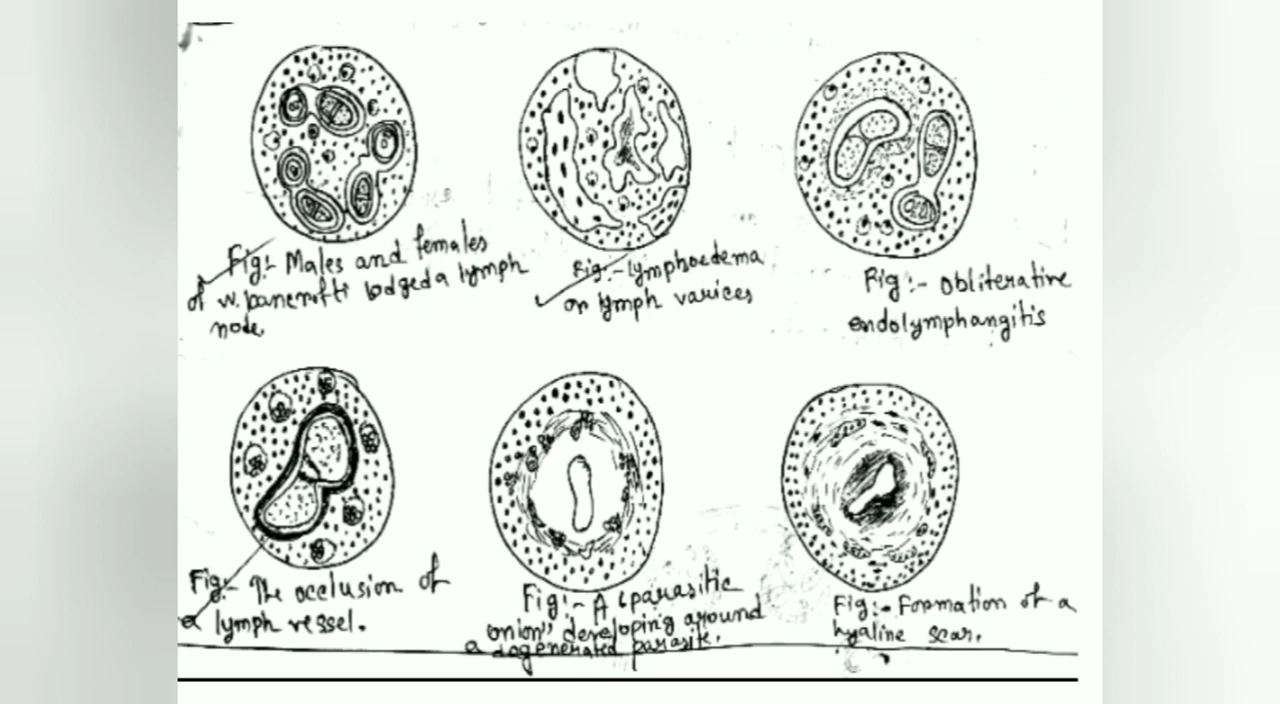 Fig:- Males and females
of w. bancrofti lodged a lymph
node.
Fig:- Lymphoedema
or lymph varices
Fig:- obliterative
endolymphangitis
Fig:- The occlusion of
a lymph vessel.
Fig:- A "parasitic
onion" developing around
a degenerated parasite.
Fig:- Formation of a
hyaline scar.